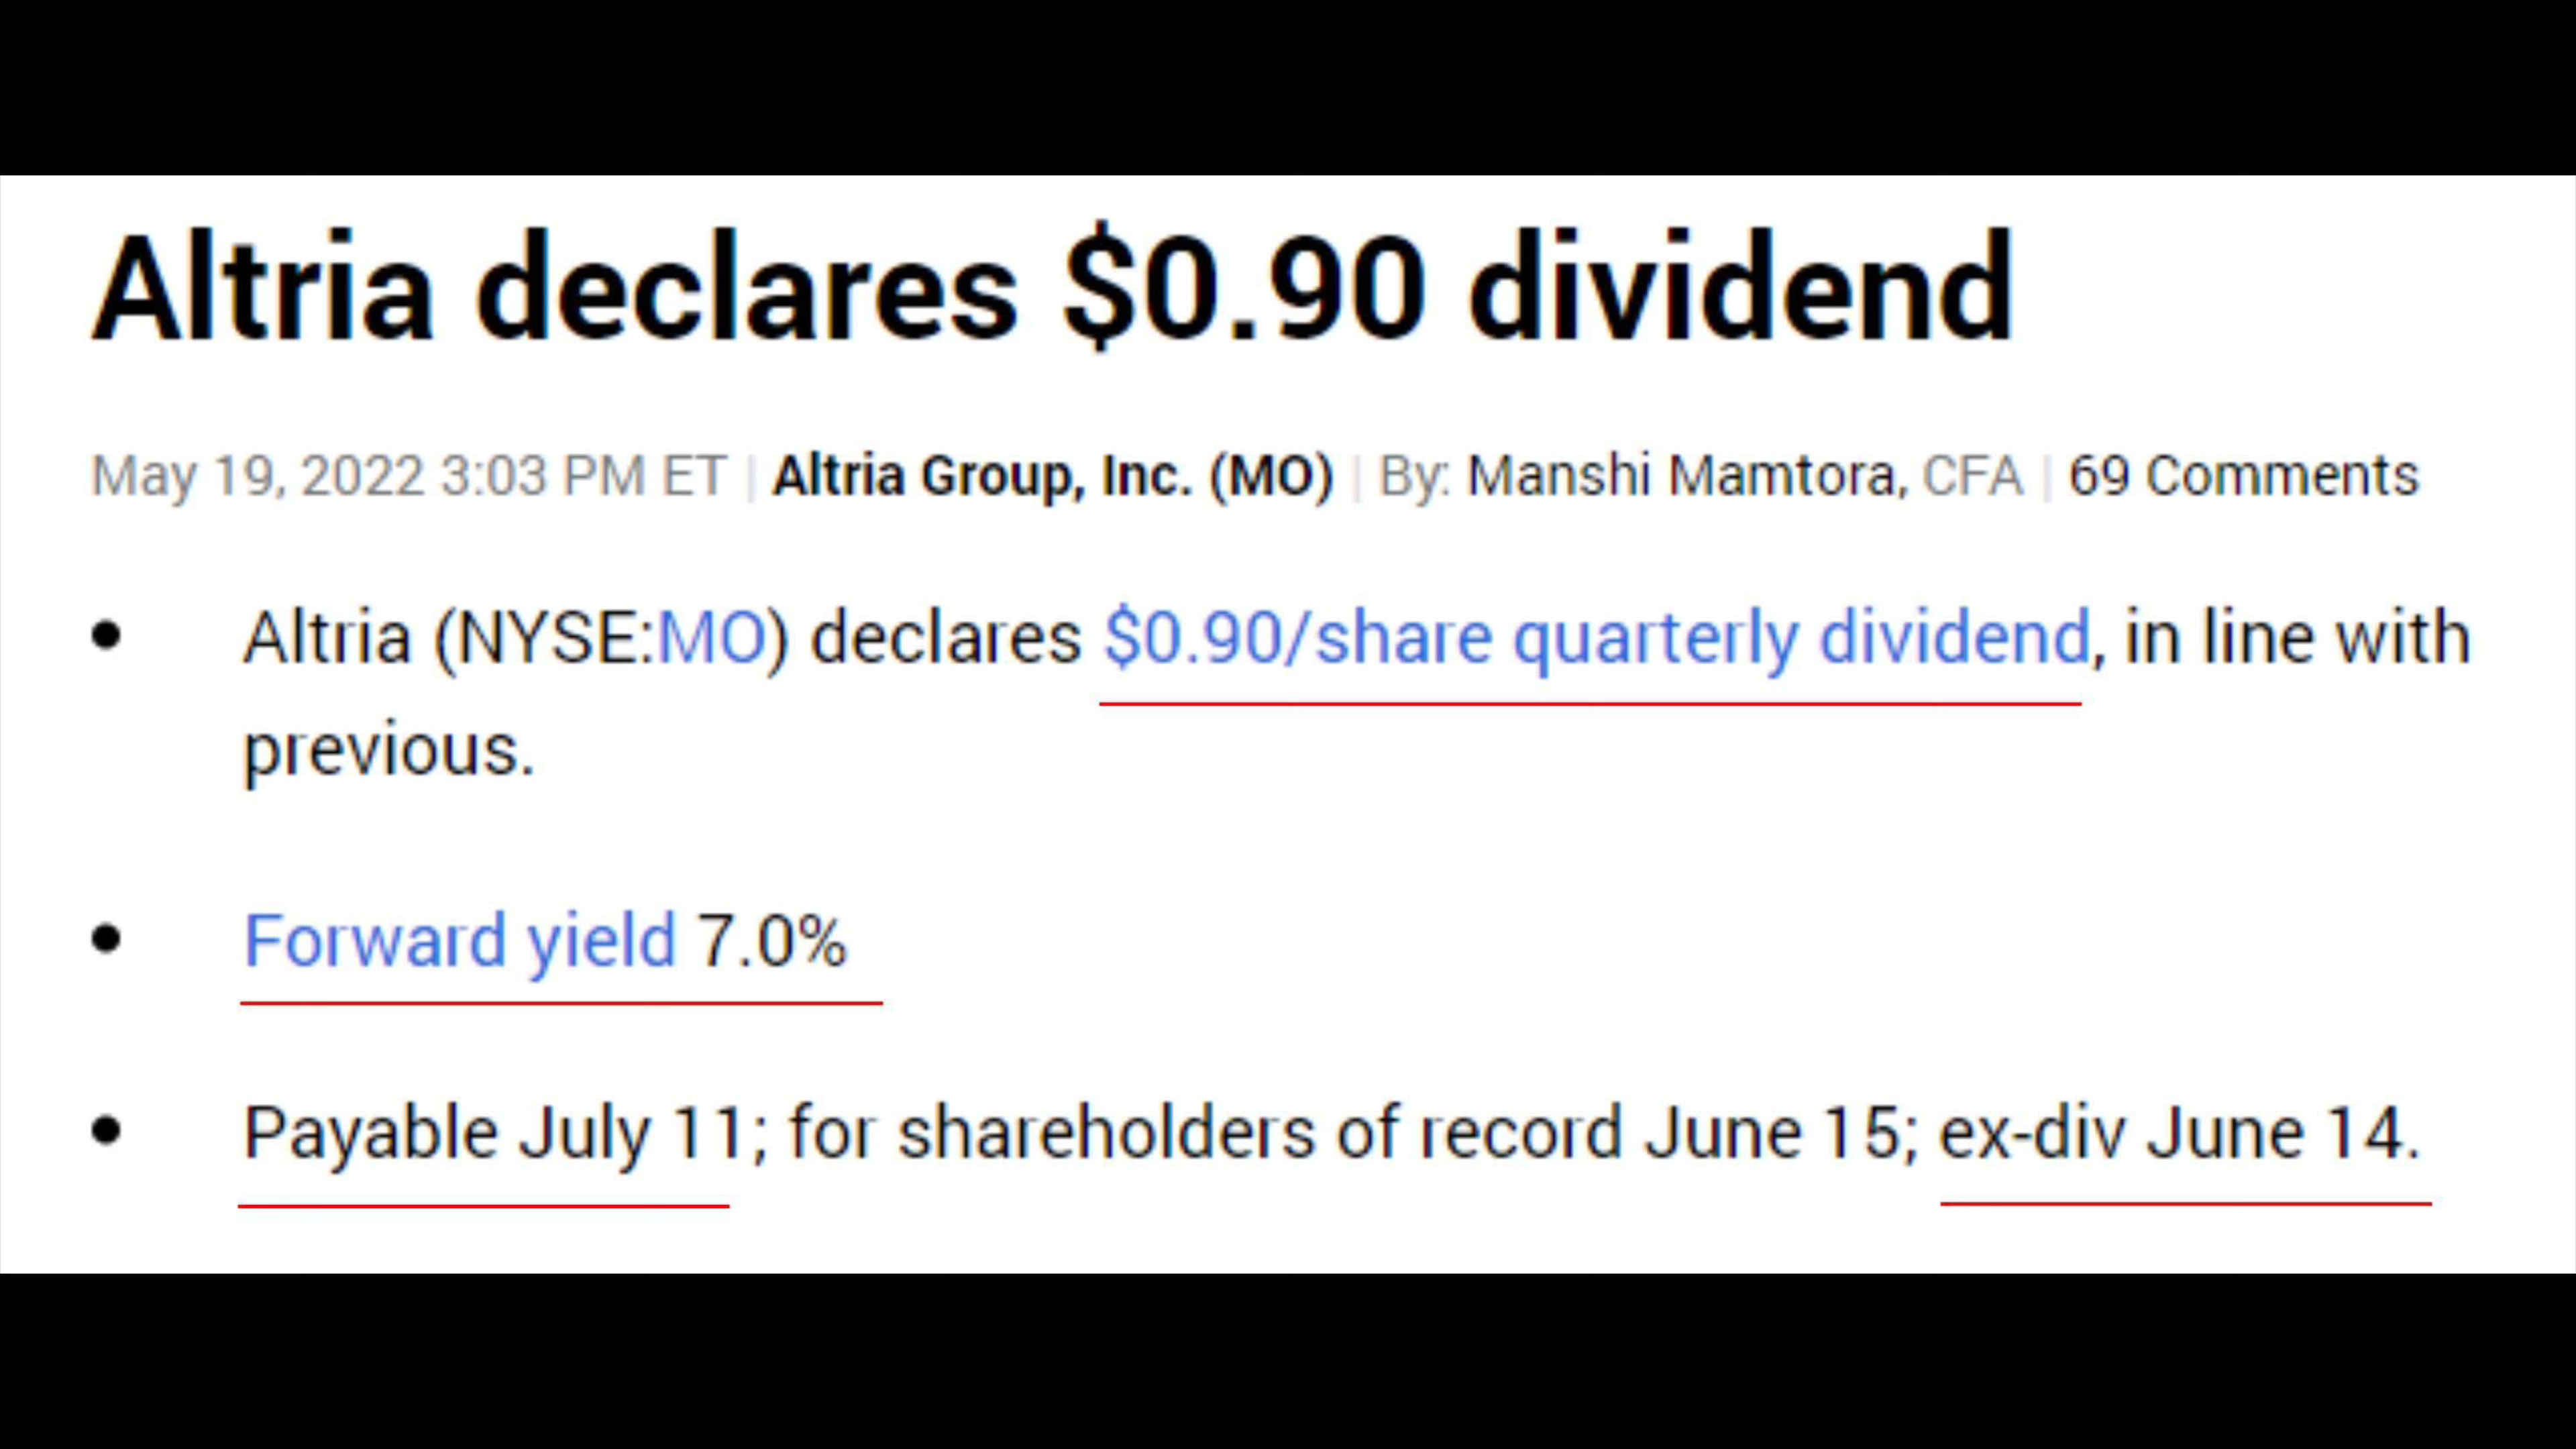 Altria declares $0.90 dividend
May 19, 2022 3:03 PM ET | Altria Group, Inc. (MO) | By: Manshi Mamtora, CFA | 69 Comments
• Altria (NYSE:MO) declares $0.90/share quarterly dividend, in line with
previous.
• Forward yield 7.0%
• Payable July 11; for shareholders of record June 15; ex-div June 14.